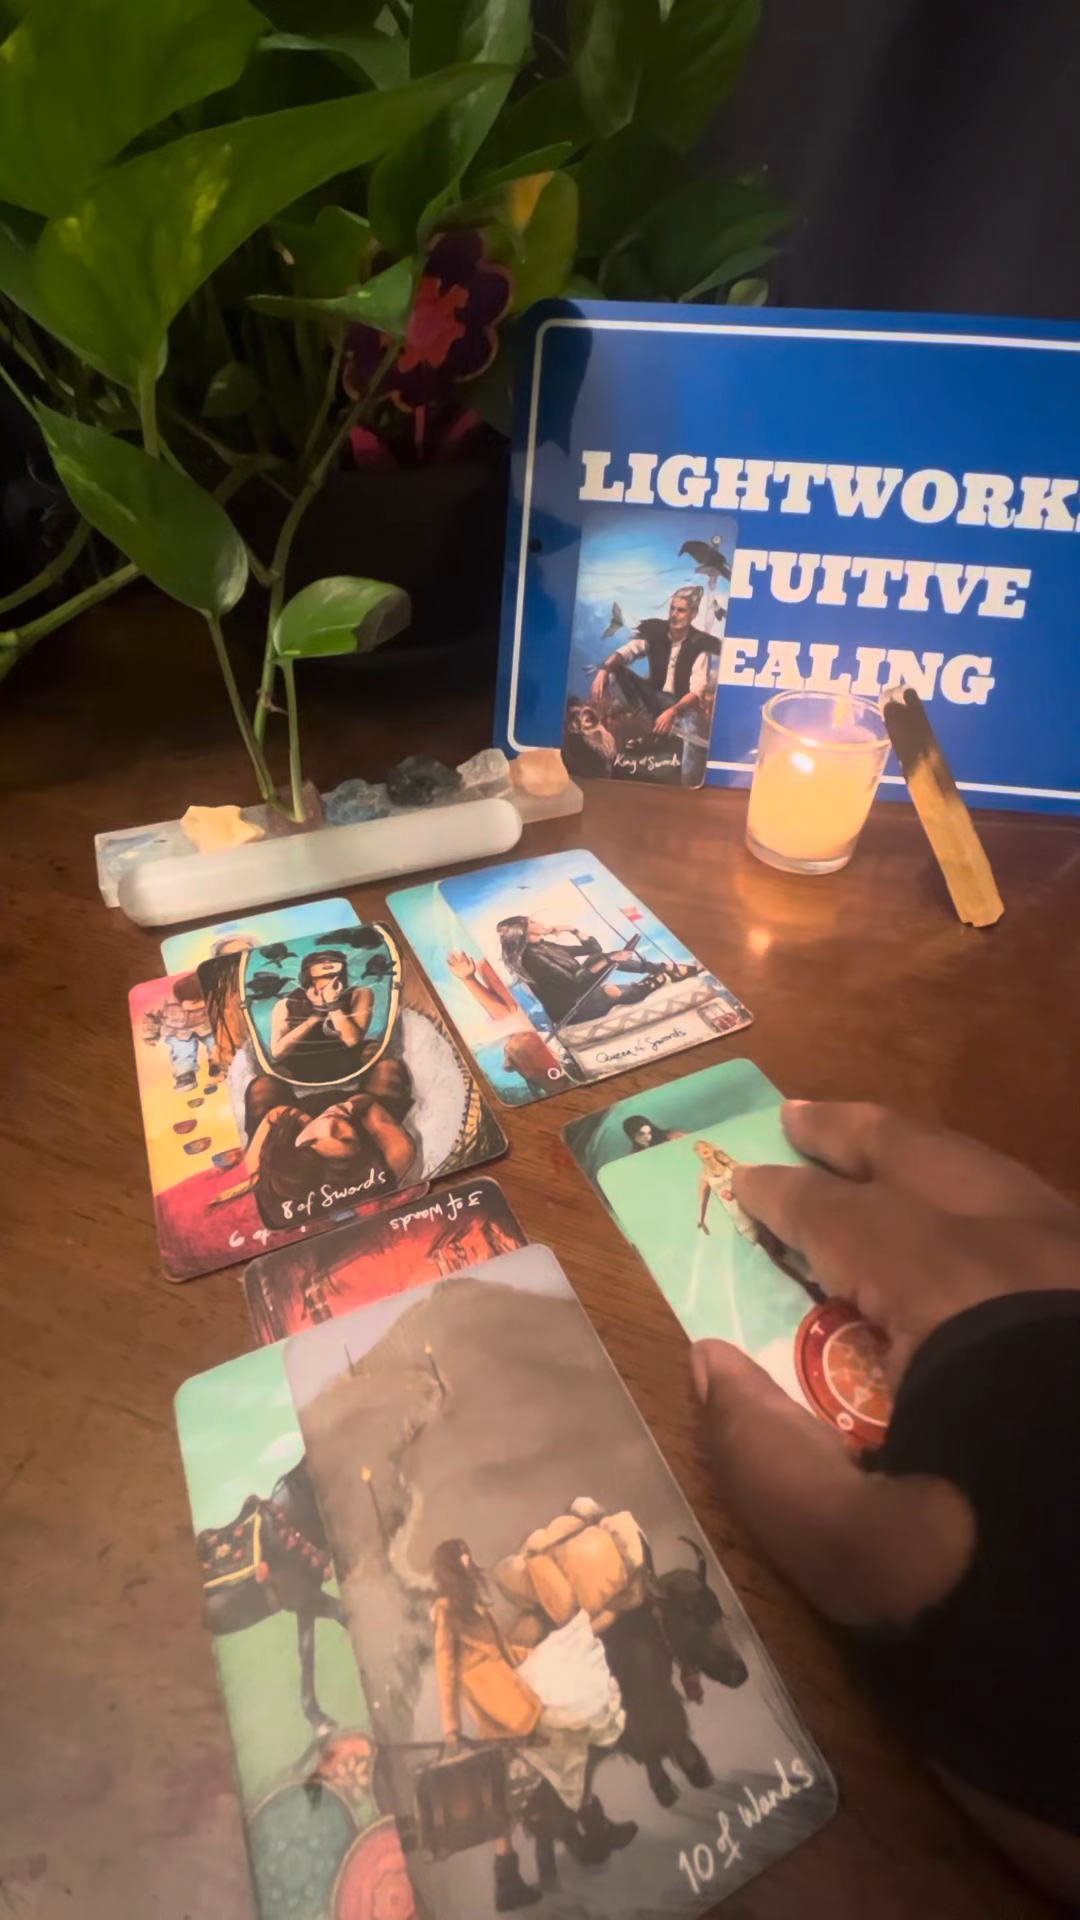 LIGHTWORK
TUITIVE
EALING
King of Swords
Queen of Swords
8 of Swords
3 of Wands
10 of Wands